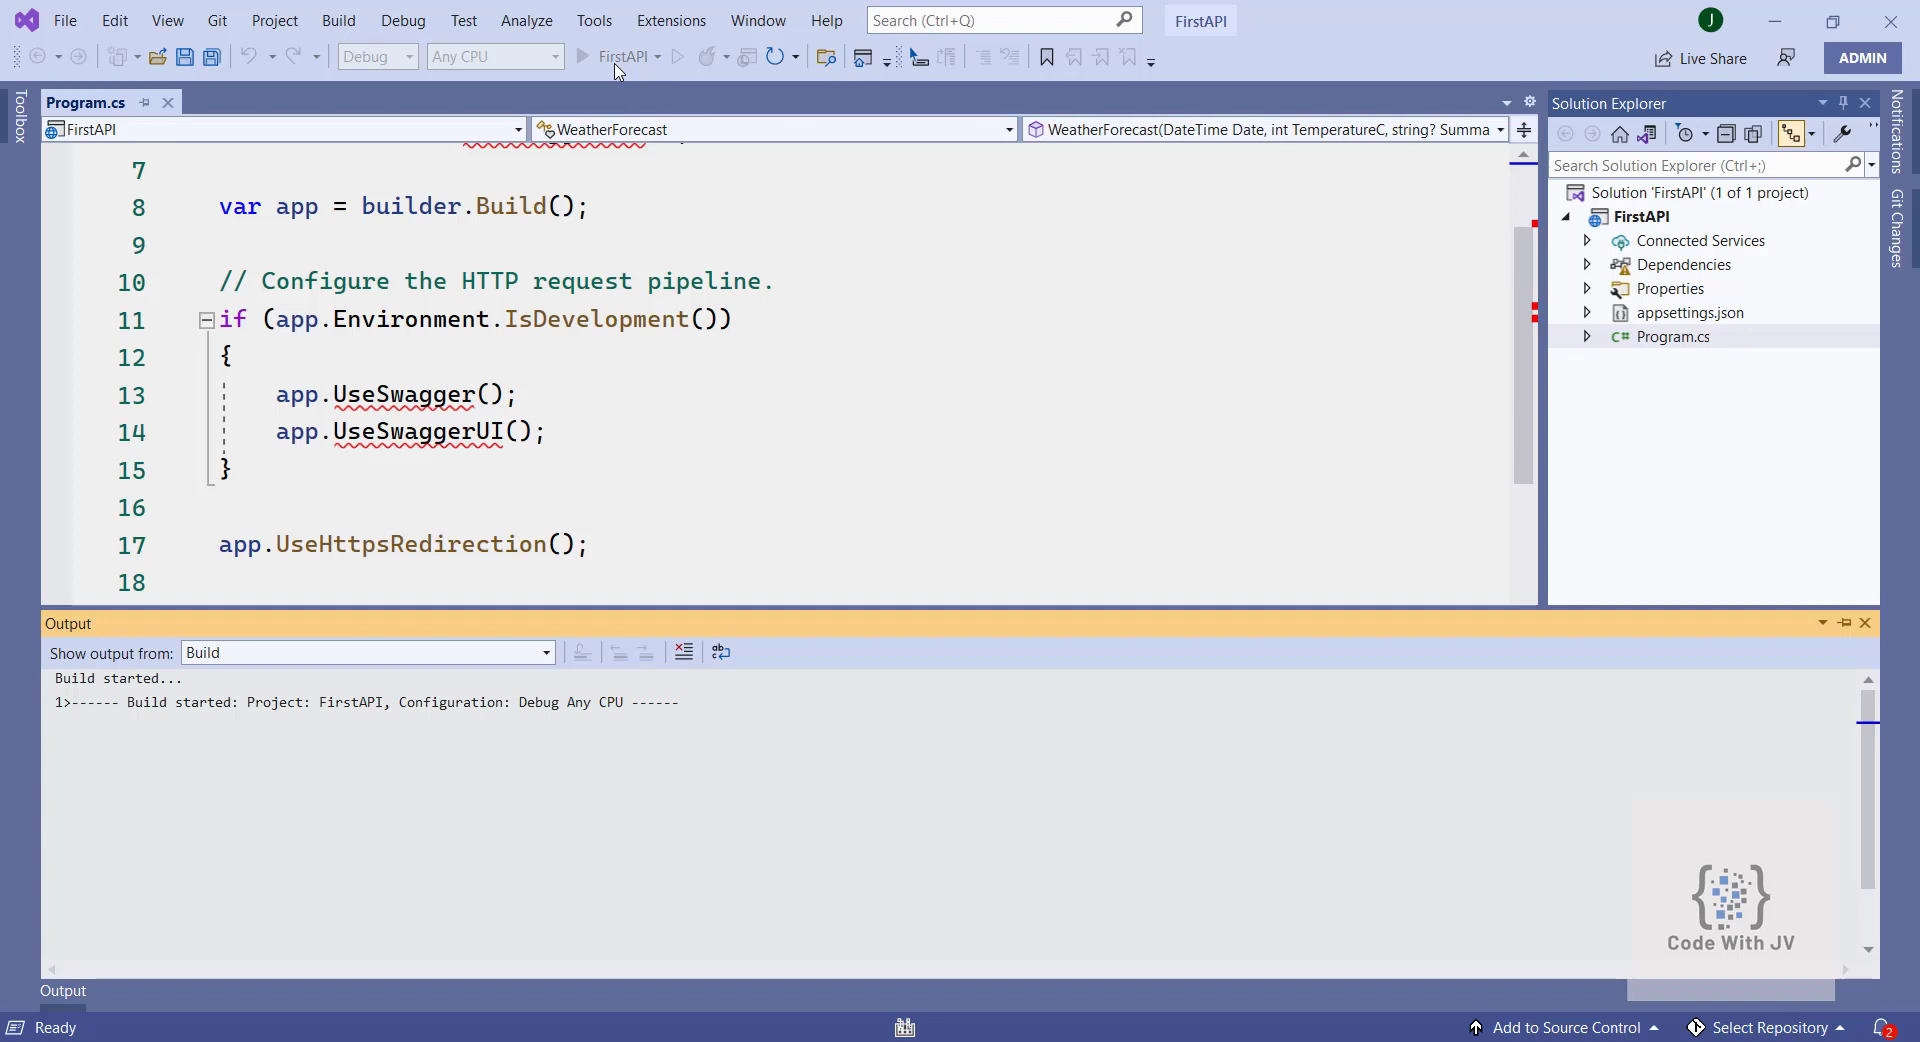 File Edit View Git Project Build Debug Test Analyze Tools Extensions Window Help Search (Ctrl+Q) FirstAPI J
Debug Any CPU FirstAPI Live Share ADMIN
Toolbox
Program.cs
FirstAPI WeatherForecast WeatherForecast(DateTime Date, int TemperatureC, string? Summa
7
8 var app = builder.Build();
9
10 // Configure the HTTP request pipeline.
11 if (app.Environment.IsDevelopment())
12 {
13 app.UseSwagger();
14 app.UseSwaggerUI();
15 }
16
17 app.UseHttpsRedirection();
18
Solution Explorer
Search Solution Explorer (Ctrl+;)
Solution 'FirstAPI' (1 of 1 project)
FirstAPI
Connected Services
Dependencies
Properties
appsettings.json
C# Program.cs
Notifications
Git Changes
Output
Show output from: Build
Build started...
1>------ Build started: Project: FirstAPI, Configuration: Debug Any CPU ------
Code With JV
Output
Ready Add to Source Control Select Repository 2